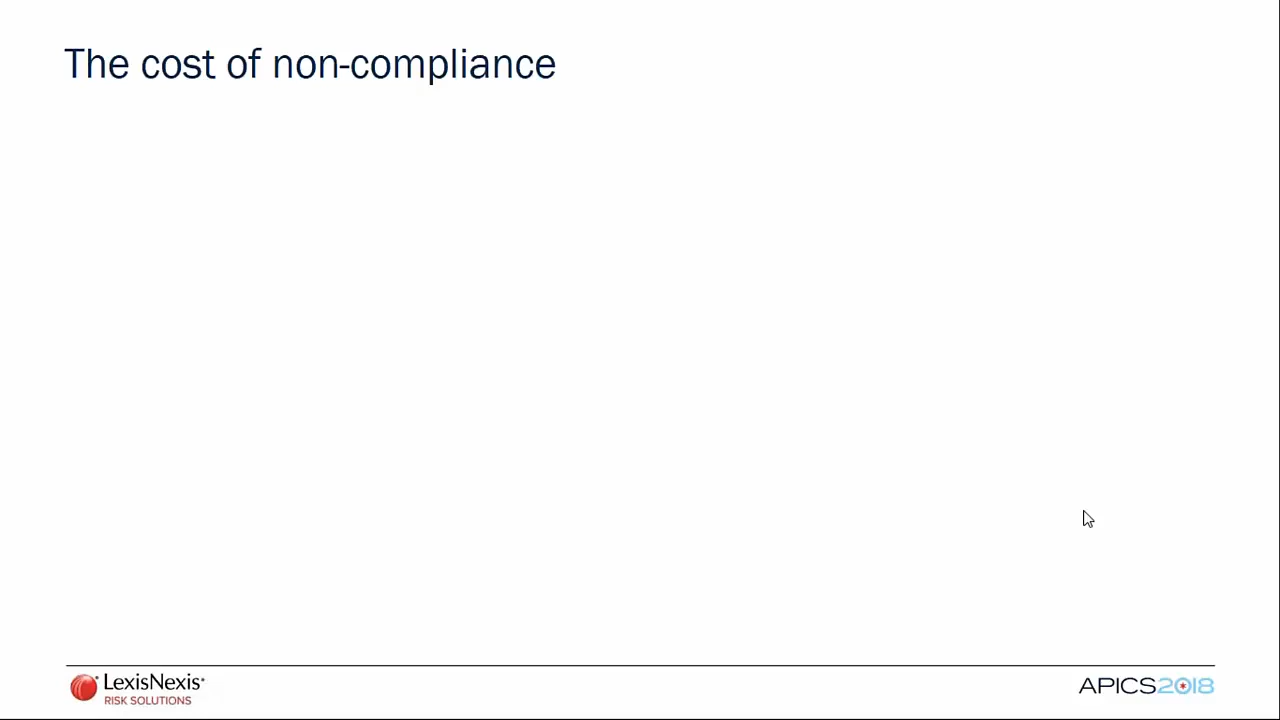 The cost of non-compliance
LexisNexis®
RISK SOLUTIONS
APICS2018